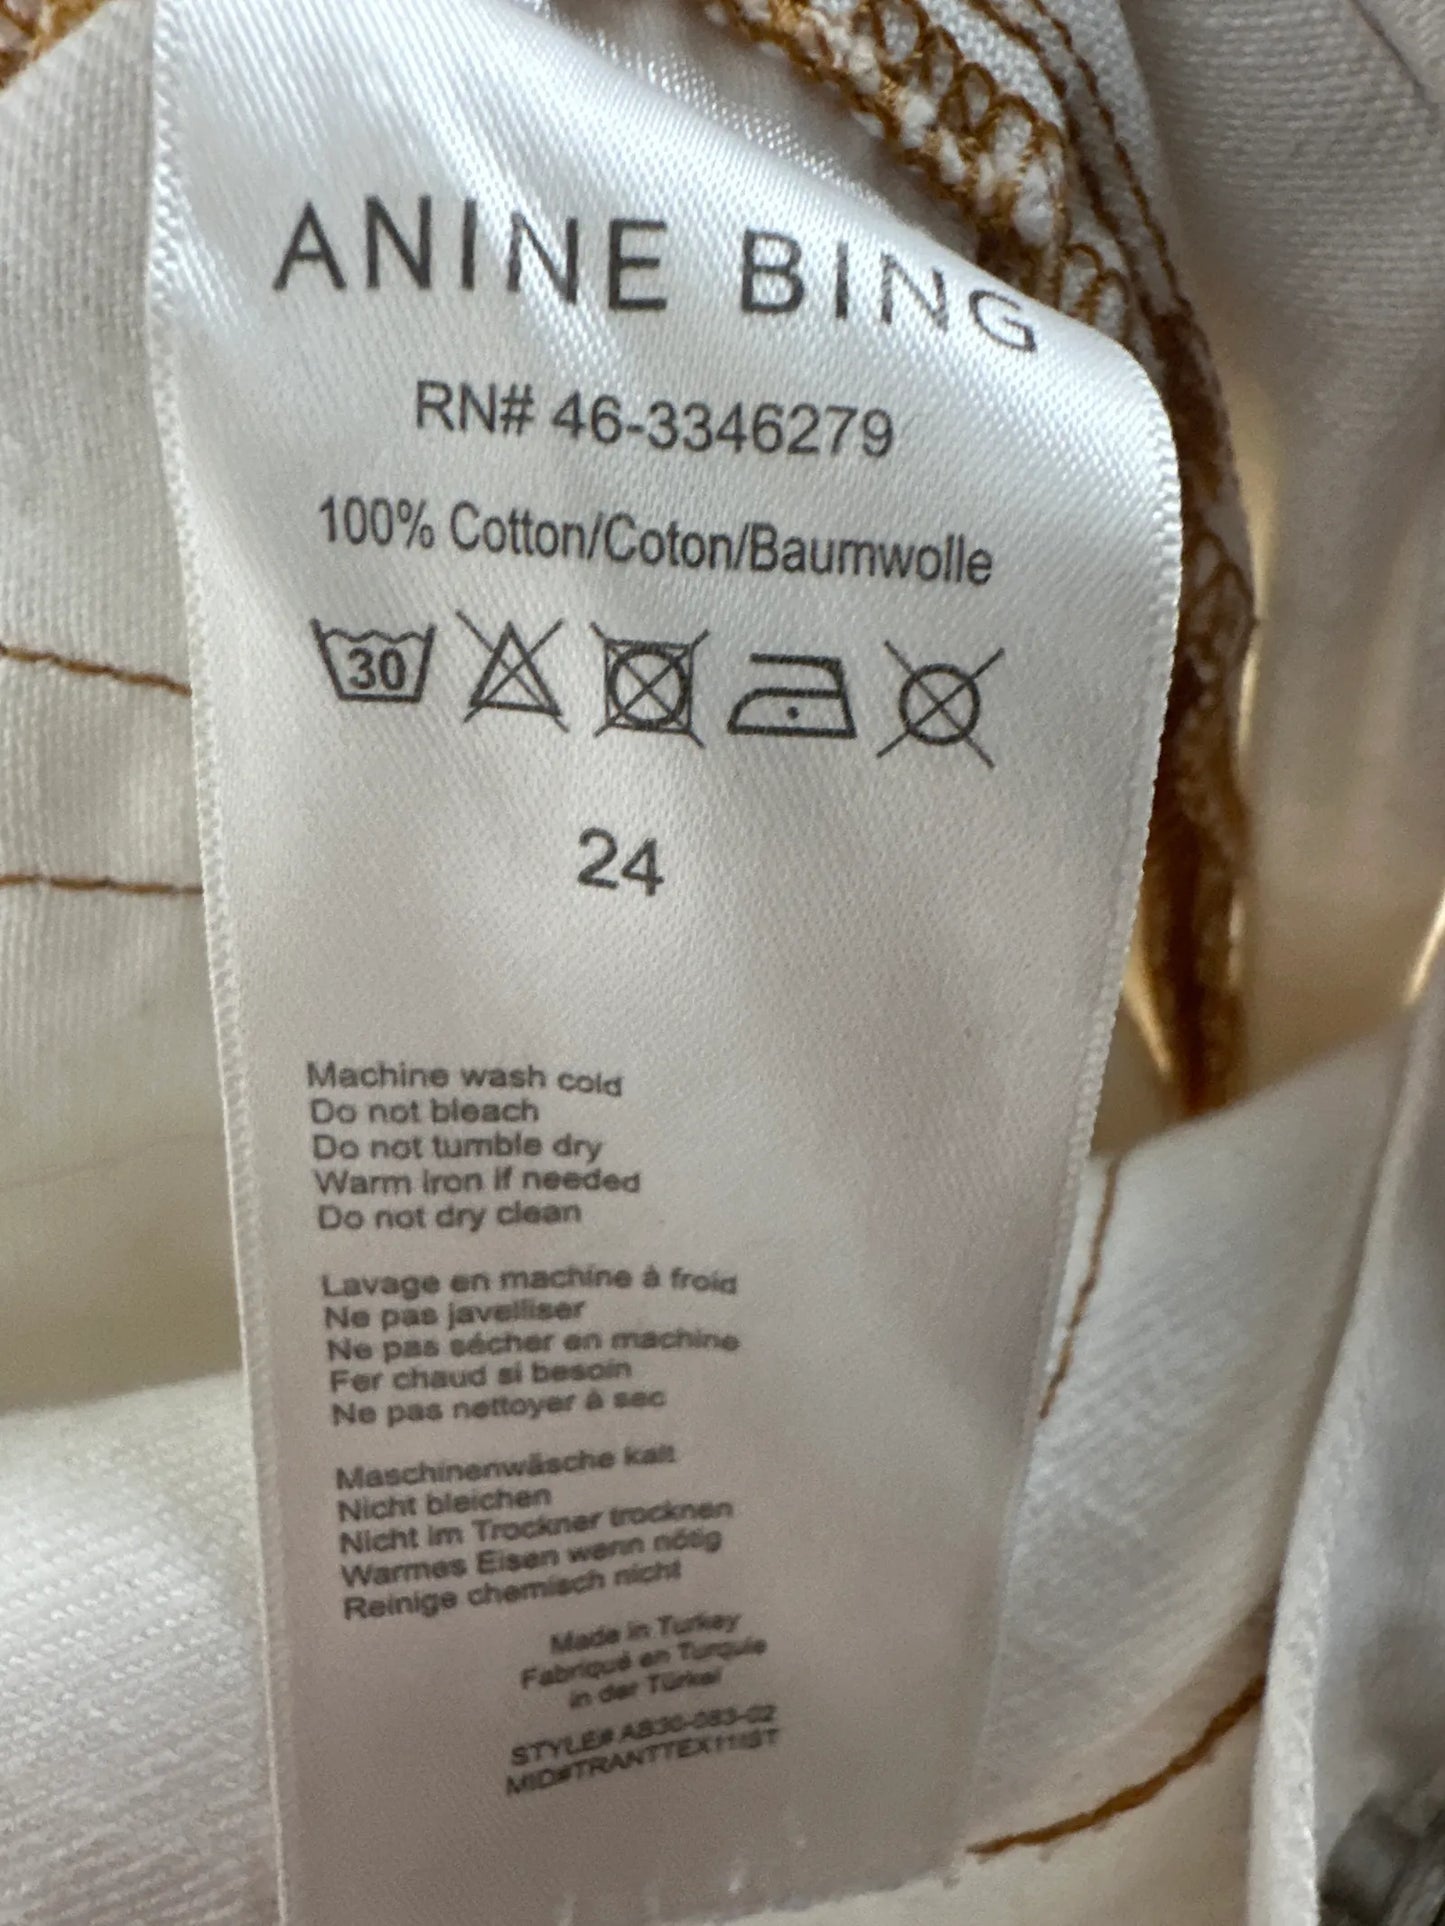 ANINE BING
RN# 46-3346279
100% Cotton/Coton/Baumwolle
30
24
Machine wash cold
Do not bleach
Do not tumble dry
Warm iron if needed
Do not dry clean
Lavage en machine à froid
Ne pas javelliser
Ne pas sécher en machine
Fer chaud si besoin
Ne pas nettoyer à sec
Maschinenwäsche kalt
Nicht bleichen
Nicht im Trockner trocknen
Warmes Eisen wenn nötig
Reinige chemisch nicht
Made in Turkey
Fabriqué en Turquie
in der Türkei
STYLE# AB30-083-02
MID#TRANTTEX111IST